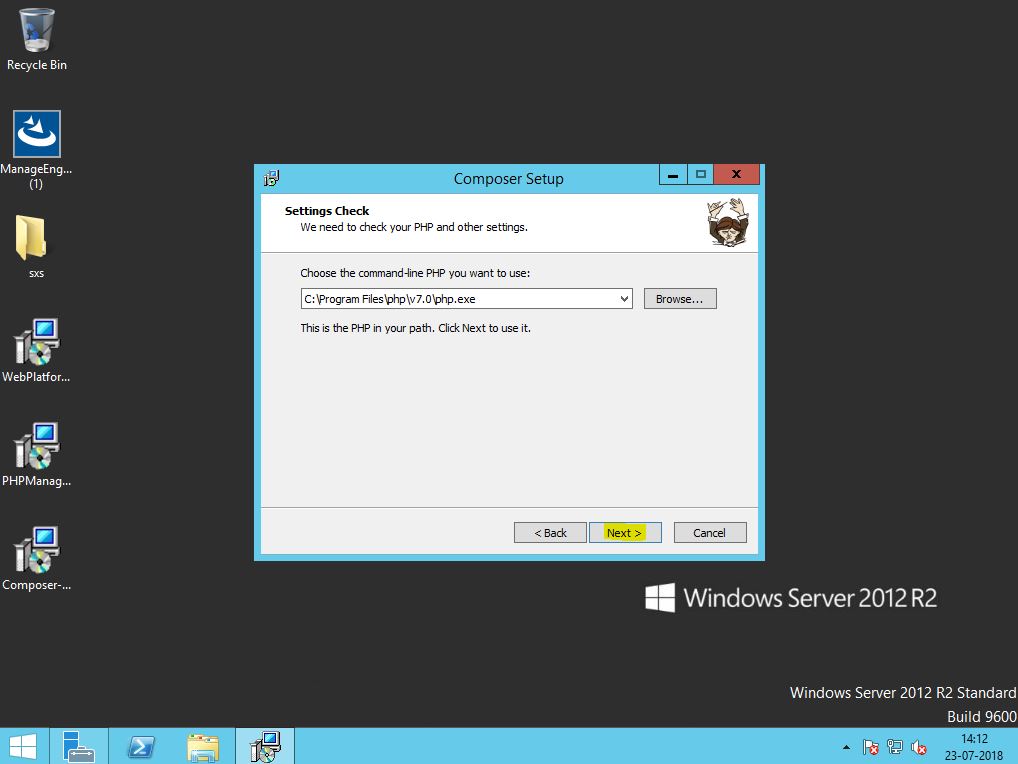 Recycle Bin
ManageEng...
(1)
sxs
WebPlatfor...
PHPManag...
Composer-...
Composer Setup
Settings Check
We need to check your PHP and other settings.
Choose the command-line PHP you want to use:
C:\Program Files\php\v7.0\php.exe
Browse...
This is the PHP in your path. Click Next to use it.
< Back
Next >
Cancel
Windows Server 2012 R2
Windows Server 2012 R2 Standard
Build 9600
14:12
23-07-2018